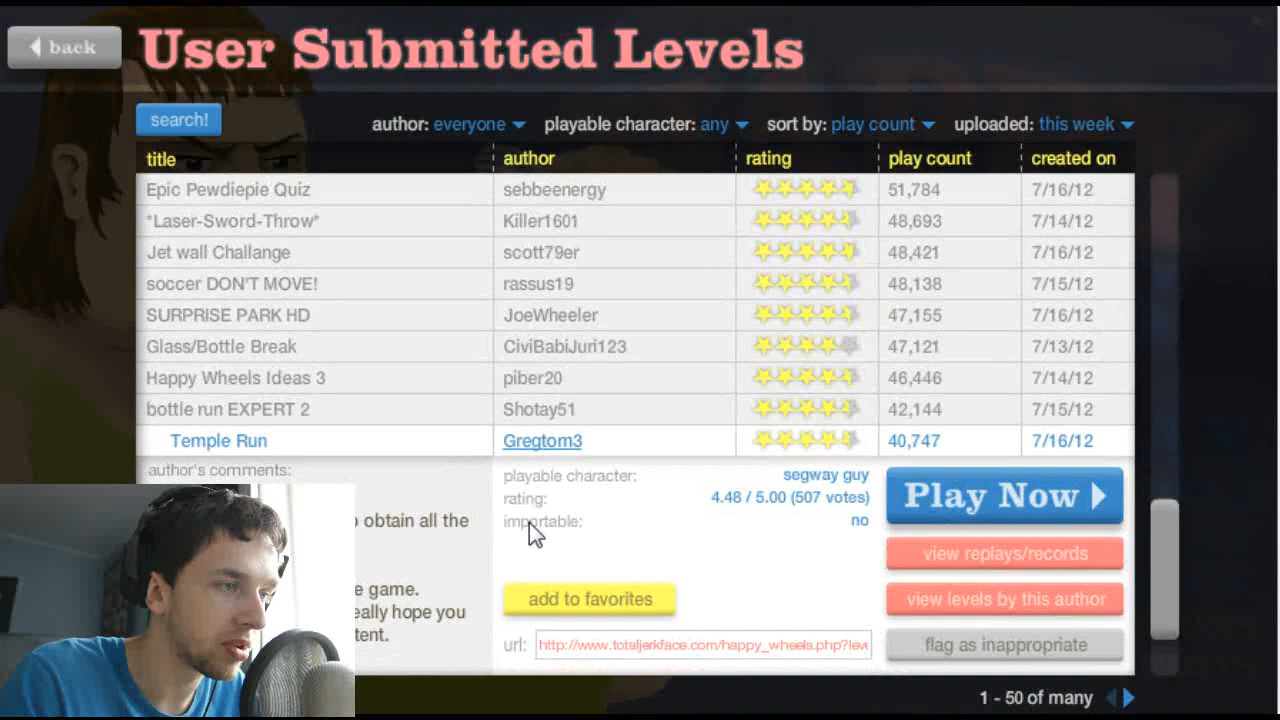 back
User Submitted Levels
search!
author: everyone playable character: any sort by: play count uploaded: this week
title author rating play count created on
Epic Pewdiepie Quiz sebbeenergy 51,784 7/16/12
*Laser-Sword-Throw* Killer1601 48,693 7/14/12
Jet wall Challange scott79er 48,421 7/16/12
soccer DON'T MOVE! rassus19 48,138 7/15/12
SURPRISE PARK HD JoeWheeler 47,155 7/16/12
Glass/Bottle Break CiviBabiJuri123 47,121 7/13/12
Happy Wheels Ideas 3 piber20 46,446 7/14/12
bottle run EXPERT 2 Shotay51 42,144 7/15/12
Temple Run Gregtom3 40,747 7/16/12
author's comments:
obtain all the
e game.
eally hope you
tent.
playable character: segway guy
rating: 4.48 / 5.00 (507 votes)
importable: no
add to favorites
url: http://www.totaljerkface.com/happy_wheels.php?leve
Play Now
view replays/records
view levels by this author
flag as inappropriate
1 - 50 of many